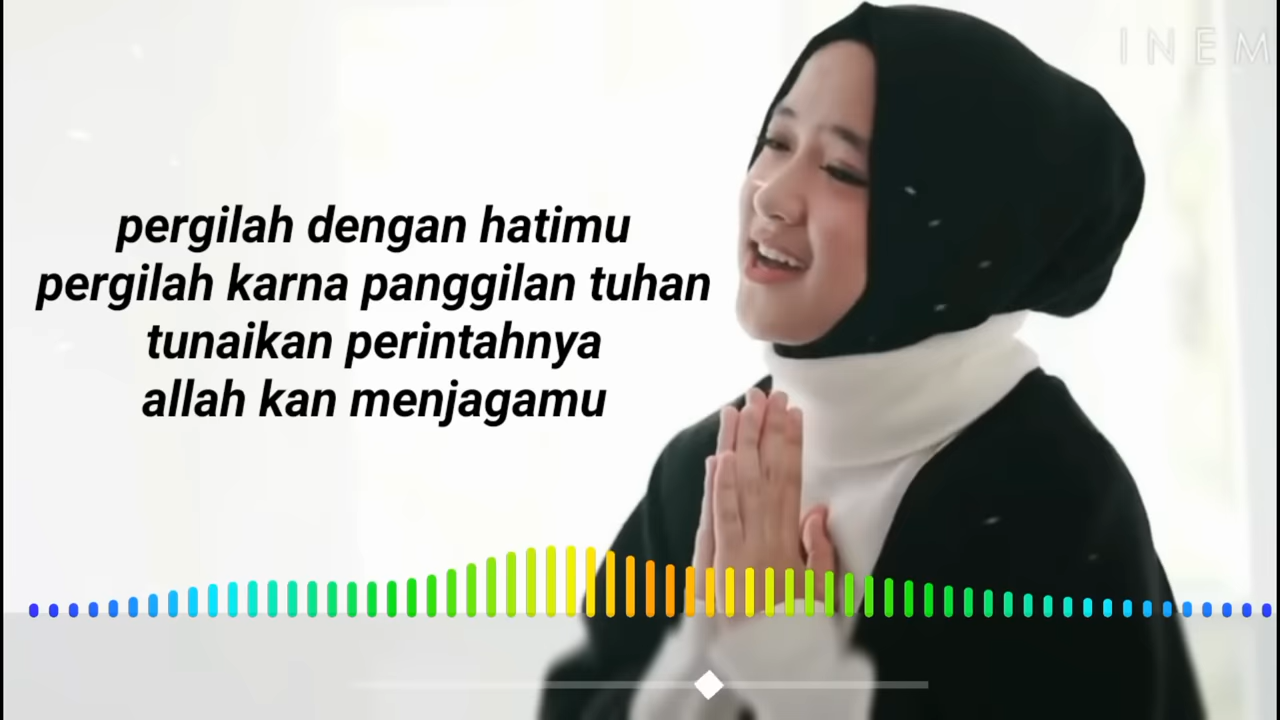 INEM
pergilah dengan hatimu
pergilah karna panggilan tuhan
tunaikan perintahnya
allah kan menjagamu